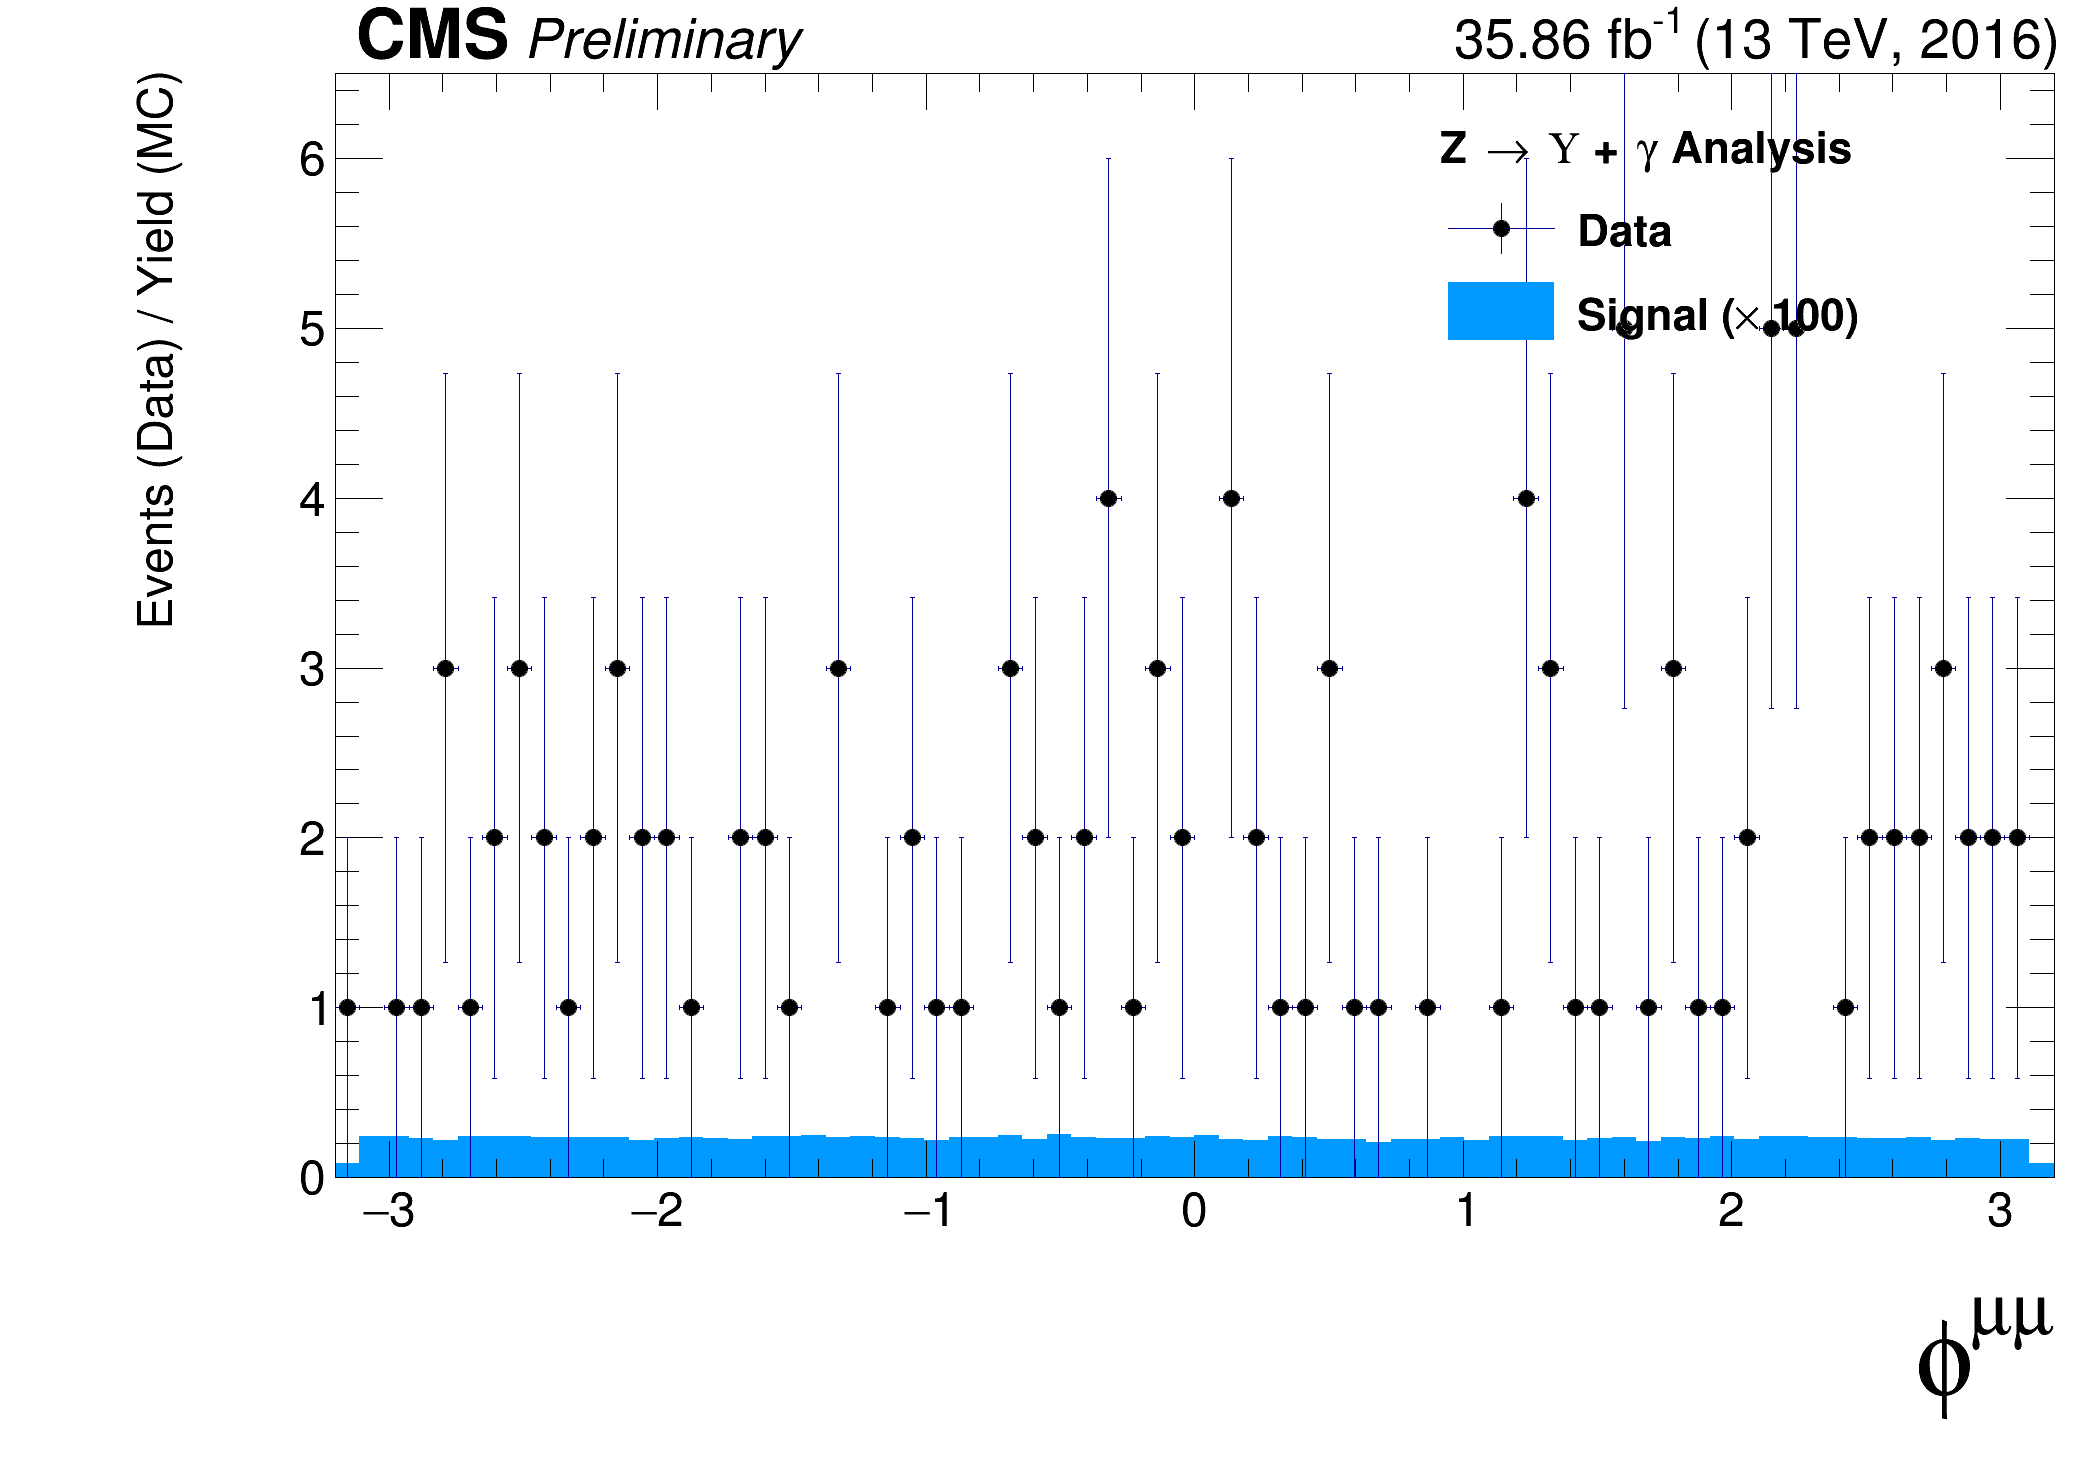 CMS Preliminary 35.86 fb⁻¹ (13 TeV, 2016)
Events (Data) / Yield (MC)
Z → Υ + γ Analysis
Data
Signal (× 100)
6
5
4
3
2
1
0
−3 −2 −1 0 1 2 3
ϕ^μμ